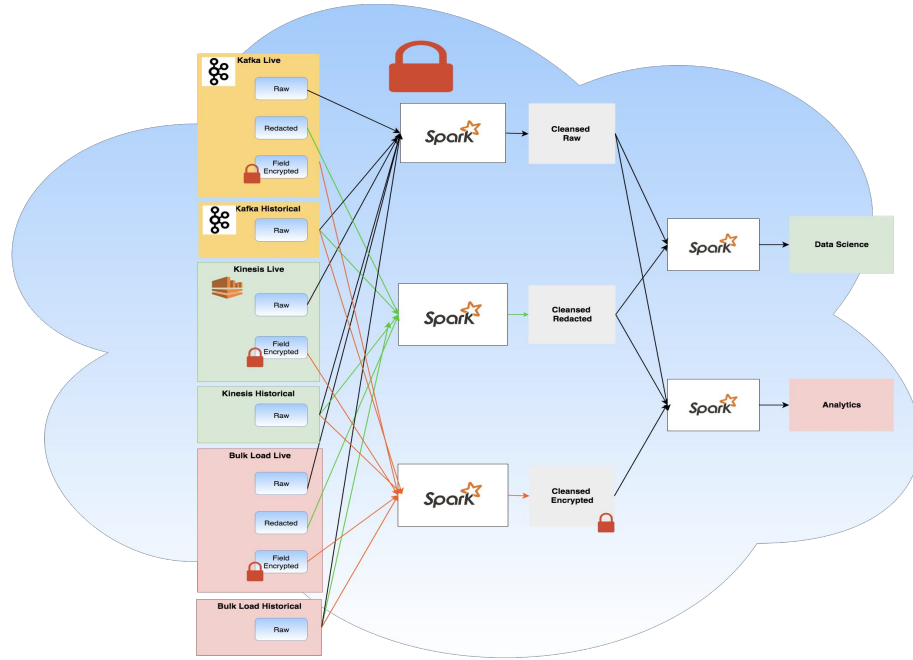 Kafka Live
Raw
Redacted
Field
Encrypted
Kafka Historical
Raw
Kinesis Live
Raw
Field
Encrypted
Kinesis Historical
Raw
Bulk Load Live
Raw
Redacted
Field
Encrypted
Bulk Load Historical
Raw
Spark
Cleansed
Raw
Spark
Cleansed
Redacted
Spark
Cleansed
Encrypted
Spark
Data Science
Spark
Analytics